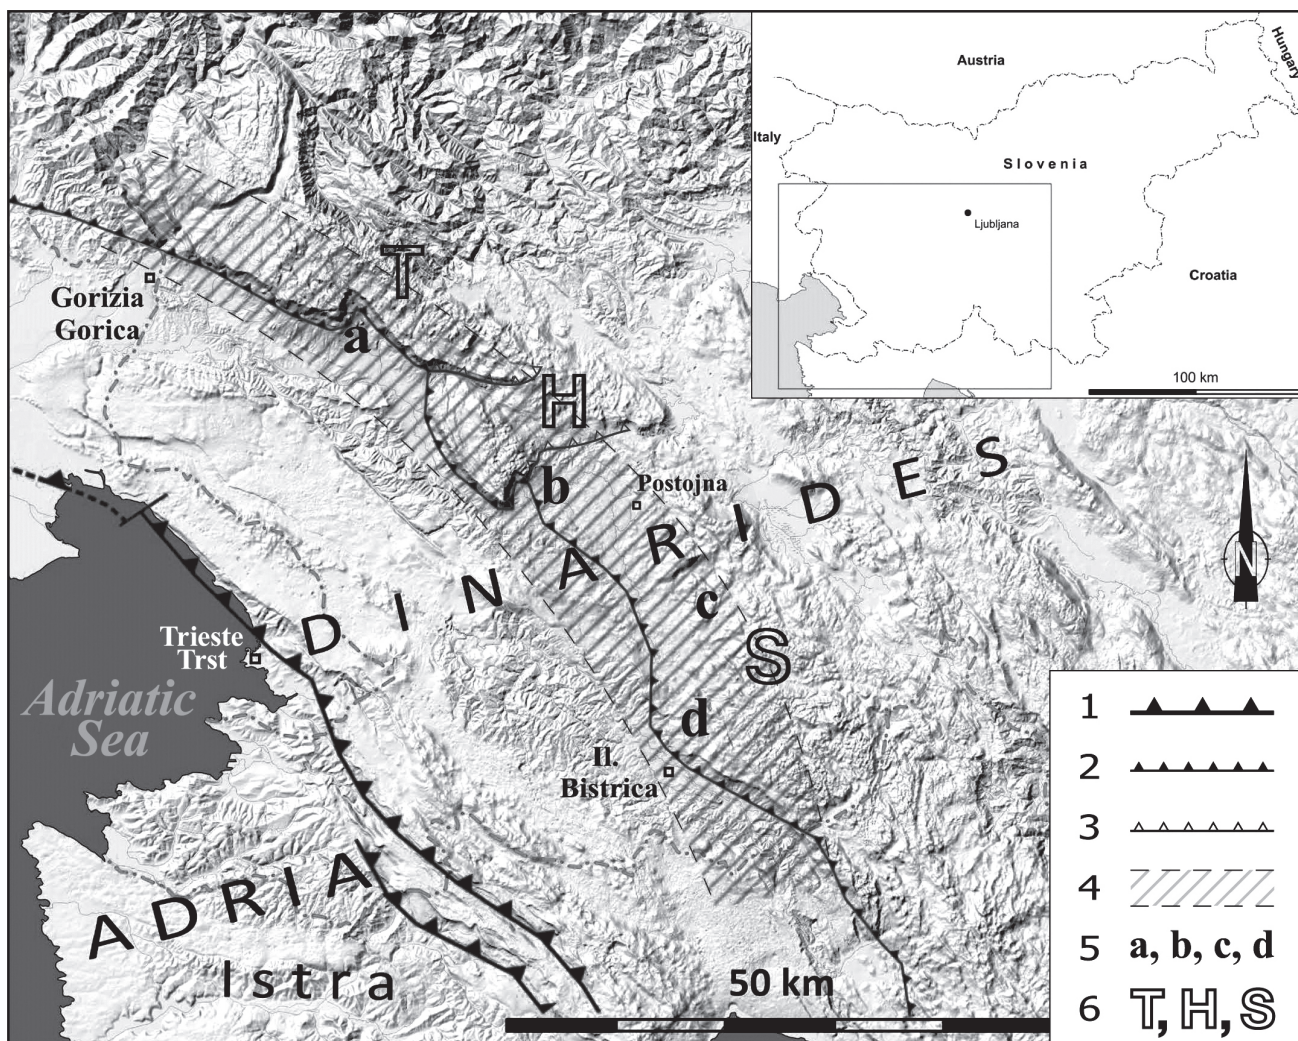 Austria
Hungary
Italy
Slovenia
Ljubljana
Croatia
100 km
T
Gorizia
Gorica
a
H
b
Postojna
DINARIDES
N
c
Trieste
Trst
S
Adriatic
Sea
d
Il.
Bistrica
ADRIA
Istra
50 km
1
2
3
4
5 a, b, c, d
6 T, H, S